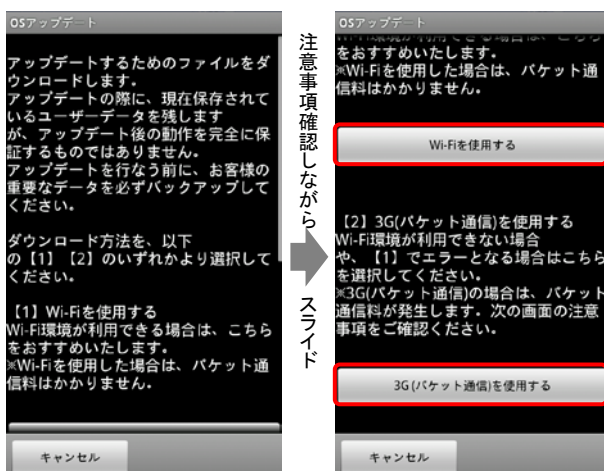 OSアップデート
アップデートするためのファイルをダ
ウンロードします。
アップデートの際に、現在保存されて
いるユーザーデータを残します
が、アップデート後の動作を完全に保
証するものではありません。
アップデートを行なう前に、お客様の
重要なデータを必ずバックアップして
ください。
ダウンロード方法を、以下
の【1】【2】のいずれかより選択して
ください。
【1】Wi-Fiを使用する
Wi-Fi環境が利用できる場合は、こちら
をおすすめいたします。
※Wi-Fiを使用した場合は、パケット通
信料はかかりません。
キャンセル
注意事項確認しながら スライド
OSアップデート
Wi-Fi環境が利用できる場合は、こちら
をおすすめいたします。
※Wi-Fiを使用した場合は、パケット通
信料はかかりません。
Wi-Fiを使用する
【2】3G(パケット通信)を使用する
Wi-Fi環境が利用できない場合
や、【1】でエラーとなる場合はこちら
を選択してください。
※3G(パケット通信)の場合は、パケット
通信料が発生します。次の画面の注意
事項をご確認ください。
3G(パケット通信)を使用する
キャンセル